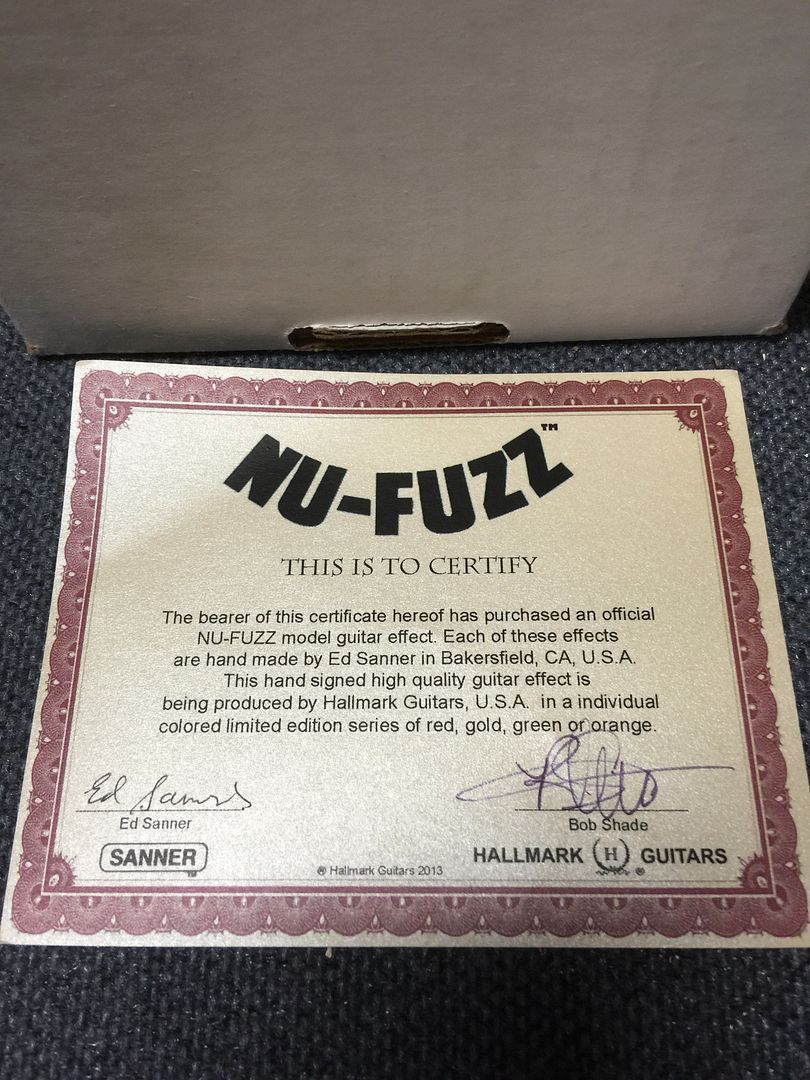 NU-FUZZ™
THIS IS TO CERTIFY
The bearer of this certificate hereof has purchased an official
NU-FUZZ model guitar effect. Each of these effects
are hand made by Ed Sanner in Bakersfield, CA, U.S.A.
This hand signed high quality guitar effect is
being produced by Hallmark Guitars, U.S.A. in a individual
colored limited edition series of red, gold, green or orange.
Ed Sanner
Ed Sanner
Bob Shade
SANNER™
® Hallmark Guitars 2013
HALLMARK H GUITARS ®